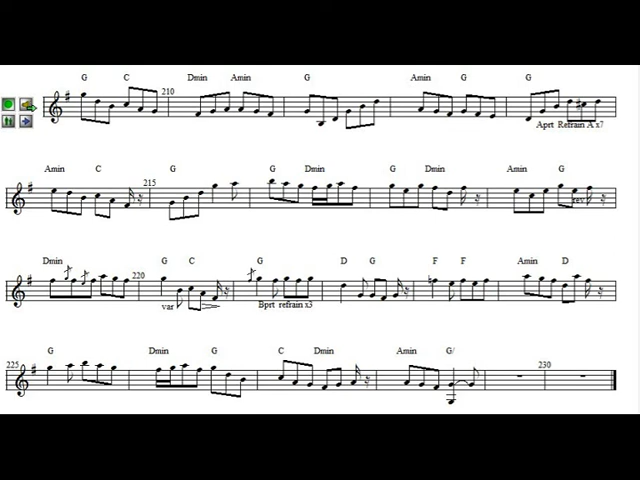 G C Dmin Amin G Amin G G
210
Aprt Refrain A x7
Amin C G G Dmin G Dmin Amin G
215
rev
Dmin G C G D G F F Amin D
220
var Bprt refrain x3
G Dmin G C Dmin Amin G/
225 230